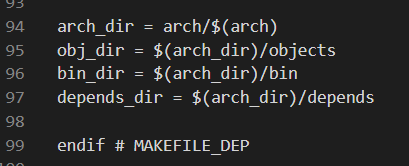 93
94 arch_dir = arch/$(arch)
95 obj_dir = $(arch_dir)/objects
96 bin_dir = $(arch_dir)/bin
97 depends_dir = $(arch_dir)/depends
98
99 endif # MAKEFILE_DEP